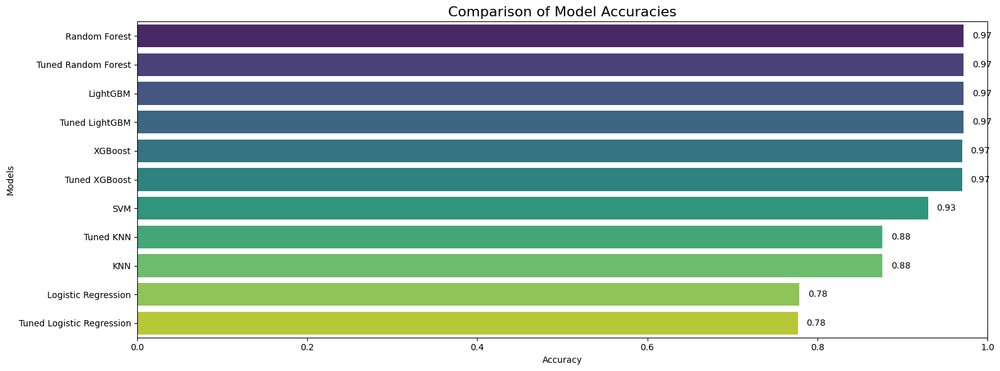 Comparison of Model Accuracies
Random Forest 0.97
Tuned Random Forest 0.97
LightGBM 0.97
Tuned LightGBM 0.97
XGBoost 0.97
Tuned XGBoost 0.97
SVM 0.93
Tuned KNN 0.88
KNN 0.88
Logistic Regression 0.78
Tuned Logistic Regression 0.78
Models
0.0 0.2 0.4 0.6 0.8 1.0
Accuracy